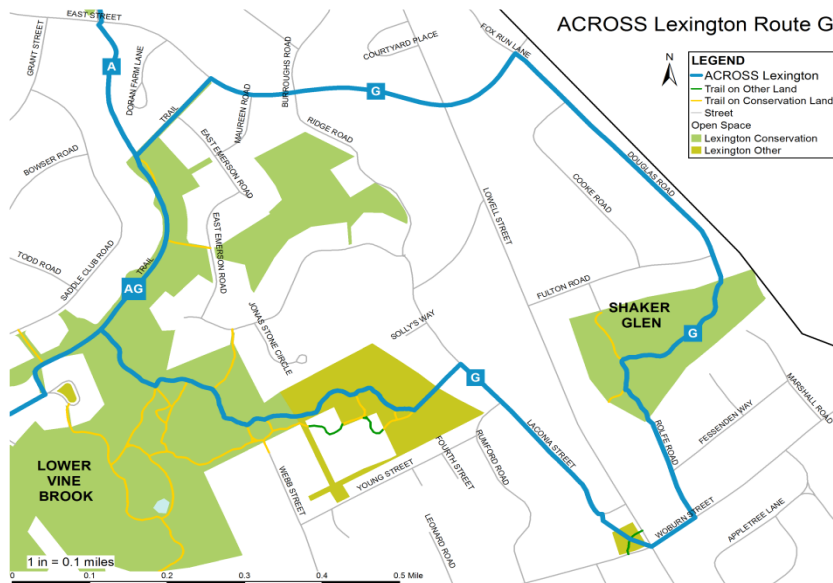 ACROSS Lexington Route G
N
LEGEND
ACROSS Lexington
Trail on Other Land
Trail on Conservation Land
Street
Open Space
Lexington Conservation
Lexington Other
EAST STREET
GRANT STREET
A
DORAN FARM LANE
TRAIL
MAUREEN ROAD
BURROUGHS ROAD
COURTYARD PLACE
FOX RUN LANE
G
BOWSER ROAD
EAST EMERSON ROAD
RIDGE ROAD
DOUGLAS ROAD
COOKE ROAD
LOWELL STREET
TODD ROAD
SADDLE CLUB ROAD
TRAIL
EAST EMERSON ROAD
AG
FULTON ROAD
SHAKER
GLEN
G
JONAS STONE CIRCLE
SOLLY'S WAY
G
MARSHALL ROAD
LACONIA STREET
ROLFE ROAD
FESSENDEN WAY
LOWER
VINE
BROOK
WEBB STREET
YOUNG STREET
FOURTH STREET
RUMFORD ROAD
LEONARD ROAD
WOBURN STREET
APPLETREE LANE
1 in = 0.1 miles
0 0.1 0.2 0.3 0.4 0.5 Mile